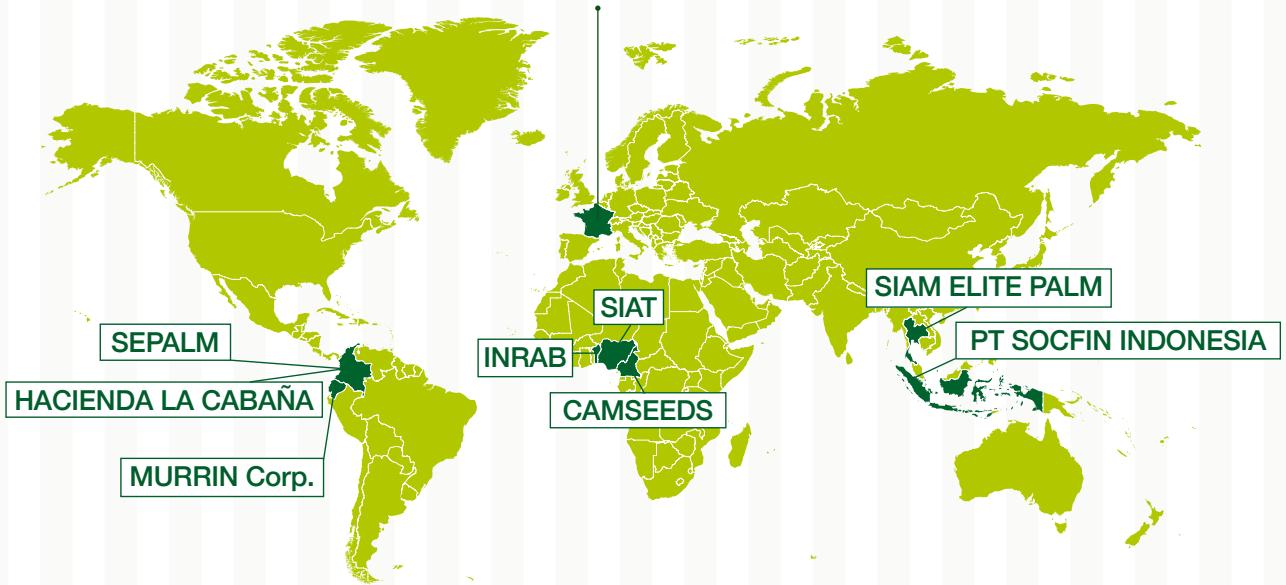 SIAM ELITE PALM
SIAT
PT SOCFIN INDONESIA
SEPALM
INRAB
HACIENDA LA CABAÑA
CAMSEEDS
MURRIN Corp.